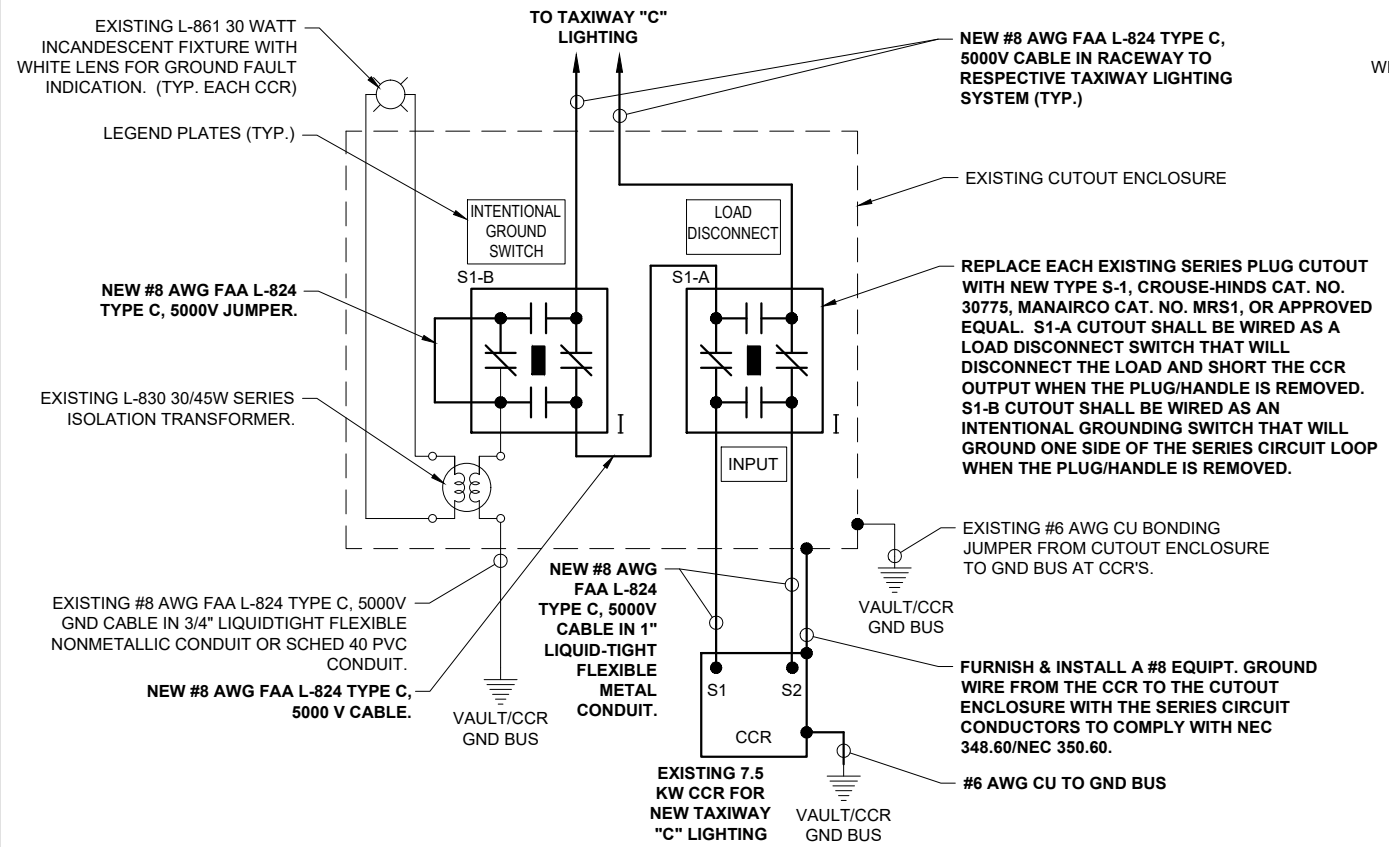 EXISTING L-861 30 WATT
INCANDESCENT FIXTURE WITH
WHITE LENS FOR GROUND FAULT
INDICATION. (TYP. EACH CCR)
LEGEND PLATES (TYP.)
TO TAXIWAY "C"
LIGHTING
NEW #8 AWG FAA L-824 TYPE C,
5000V CABLE IN RACEWAY TO
RESPECTIVE TAXIWAY LIGHTING
SYSTEM (TYP.)
EXISTING CUTOUT ENCLOSURE
INTENTIONAL
GROUND
SWITCH
LOAD
DISCONNECT
S1-B
S1-A
NEW #8 AWG FAA L-824
TYPE C, 5000V JUMPER.
REPLACE EACH EXISTING SERIES PLUG CUTOUT
WITH NEW TYPE S-1, CROUSE-HINDS CAT. NO.
30775, MANAIRCO CAT. NO. MRS1, OR APPROVED
EQUAL.  S1-A CUTOUT SHALL BE WIRED AS A
LOAD DISCONNECT SWITCH THAT WILL
DISCONNECT THE LOAD AND SHORT THE CCR
OUTPUT WHEN THE PLUG/HANDLE IS REMOVED.
S1-B CUTOUT SHALL BE WIRED AS AN
INTENTIONAL GROUNDING SWITCH THAT WILL
GROUND ONE SIDE OF THE SERIES CIRCUIT LOOP
WHEN THE PLUG/HANDLE IS REMOVED.
EXISTING L-830 30/45W SERIES
ISOLATION TRANSFORMER.
I
I
INPUT
EXISTING #6 AWG CU BONDING
JUMPER FROM CUTOUT ENCLOSURE
TO GND BUS AT CCR'S.
VAULT/CCR
GND BUS
EXISTING #8 AWG FAA L-824 TYPE C, 5000V
GND CABLE IN 3/4" LIQUIDTIGHT FLEXIBLE
NONMETALLIC CONDUIT OR SCHED 40 PVC
CONDUIT.
NEW #8 AWG FAA L-824 TYPE C,
5000 V CABLE.
VAULT/CCR
GND BUS
NEW #8 AWG
FAA L-824
TYPE C, 5000V
CABLE IN 1"
LIQUID-TIGHT
FLEXIBLE
METAL
CONDUIT.
S1
S2
CCR
FURNISH & INSTALL A #8 EQUIPT. GROUND
WIRE FROM THE CCR TO THE CUTOUT
ENCLOSURE WITH THE SERIES CIRCUIT
CONDUCTORS TO COMPLY WITH NEC
348.60/NEC 350.60.
#6 AWG CU TO GND BUS
EXISTING 7.5
KW CCR FOR
NEW TAXIWAY
"C" LIGHTING
VAULT/CCR
GND BUS